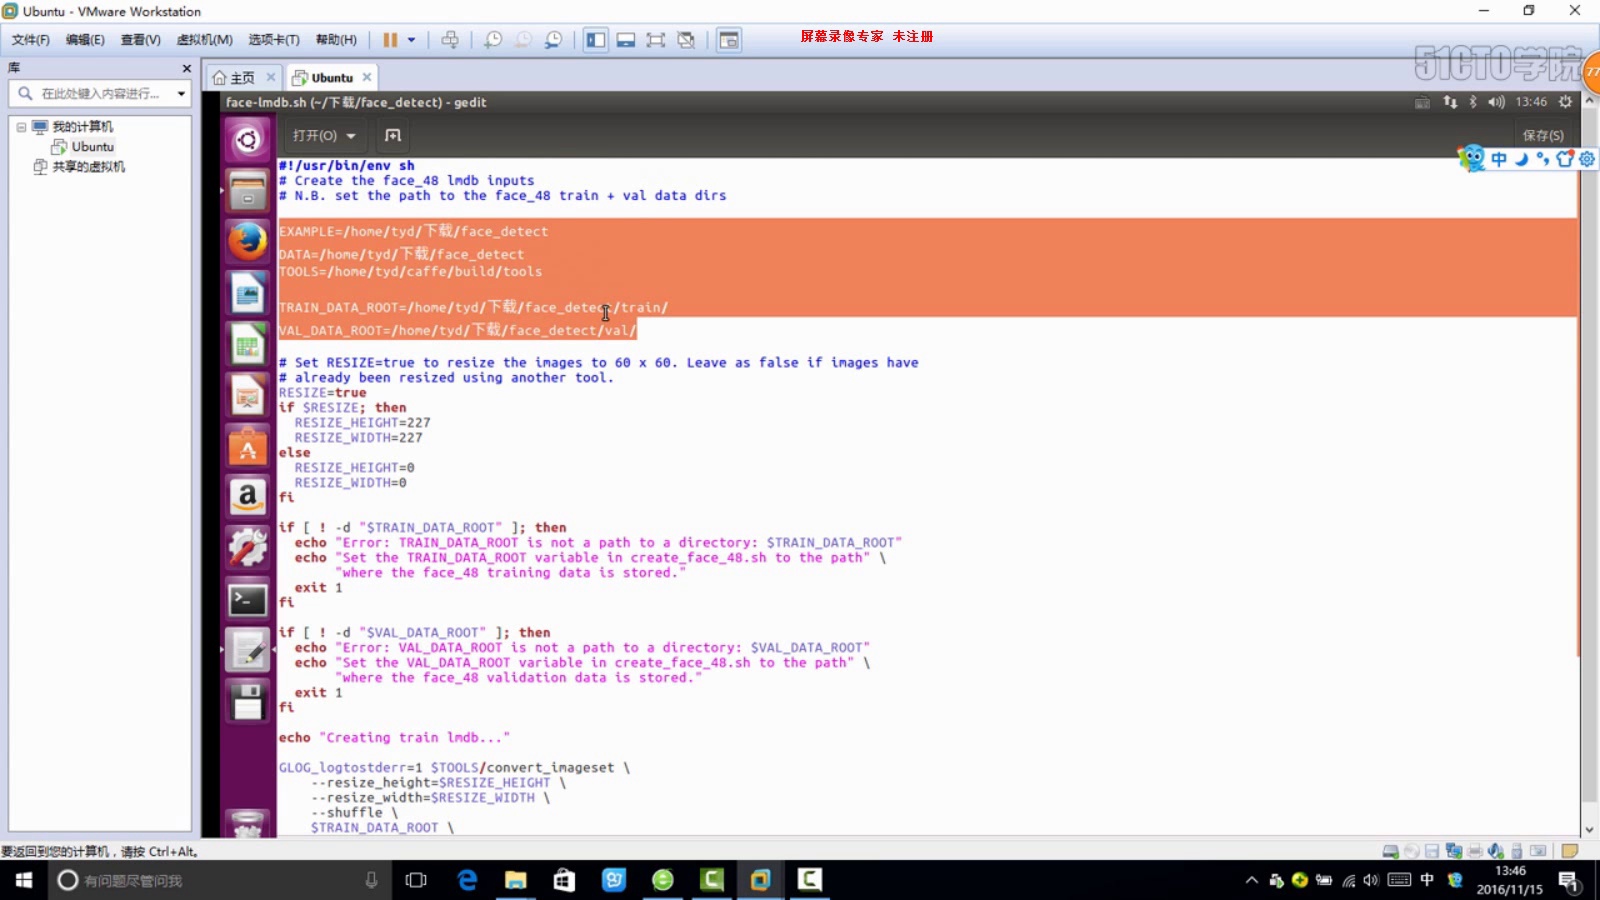 Ubuntu - VMware Workstation
文件(F) 编辑(E) 查看(V) 虚拟机(M) 选项卡(T) 帮助(H)
屏幕录像专家 未注册
51CTO学院
77
库
主页
Ubuntu
在此处键入内容进行...
我的计算机
Ubuntu
共享的虚拟机
face-lmdb.sh (~/下载/face_detect) - gedit
13:46
打开(O)
保存(S)
中
#!/usr/bin/env sh
# Create the face_48 lmdb inputs
# N.B. set the path to the face_48 train + val data dirs
EXAMPLE=/home/tyd/下载/face_detect
DATA=/home/tyd/下载/face_detect
TOOLS=/home/tyd/caffe/build/tools
TRAIN_DATA_ROOT=/home/tyd/下载/face_detect/train/
VAL_DATA_ROOT=/home/tyd/下载/face_detect/val/
# Set RESIZE=true to resize the images to 60 x 60. Leave as false if images have
# already been resized using another tool.
RESIZE=true
if $RESIZE; then
  RESIZE_HEIGHT=227
  RESIZE_WIDTH=227
else
  RESIZE_HEIGHT=0
  RESIZE_WIDTH=0
fi
if [ ! -d "$TRAIN_DATA_ROOT" ]; then
  echo "Error: TRAIN_DATA_ROOT is not a path to a directory: $TRAIN_DATA_ROOT"
  echo "Set the TRAIN_DATA_ROOT variable in create_face_48.sh to the path" \
       "where the face_48 training data is stored."
  exit 1
fi
if [ ! -d "$VAL_DATA_ROOT" ]; then
  echo "Error: VAL_DATA_ROOT is not a path to a directory: $VAL_DATA_ROOT"
  echo "Set the VAL_DATA_ROOT variable in create_face_48.sh to the path" \
       "where the face_48 validation data is stored."
  exit 1
fi
echo "Creating train lmdb..."
GLOG_logtostderr=1 $TOOLS/convert_imageset \
    --resize_height=$RESIZE_HEIGHT \
    --resize_width=$RESIZE_WIDTH \
    --shuffle \
    $TRAIN_DATA_ROOT \
要返回到您的计算机，请按 Ctrl+Alt。
有问题尽管问我
中
13:46
2016/11/15
1